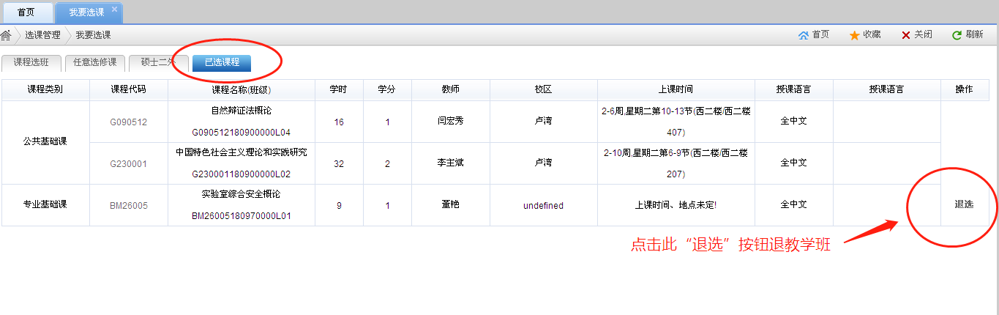 首页 我要选课
选课管理 我要选课 首页 收藏 关闭 刷新
课程选班 任意选修课 硕士二外 已选课程
课程类别 课程代码 课程名称(班级) 学时 学分 教师 校区 上课时间 授课语言 授课语言 操作
公共基础课
G090512
自然辩证法概论
G090512180900000L04
16 1 闫宏秀 卢湾
2-6周,星期二第10-13节(西二楼/西二楼
407)
全中文
G230001
中国特色社会主义理论和实践研究
G230001180900000L02
32 2 李主斌 卢湾
2-10周,星期二第6-9节(西二楼/西二楼
207)
全中文
专业基础课 BM26005
实验室综合安全概论
BM26005180970000L01
9 1 董艳 undefined 上课时间、地点未定! 全中文 退选
点击此“退选”按钮退教学班